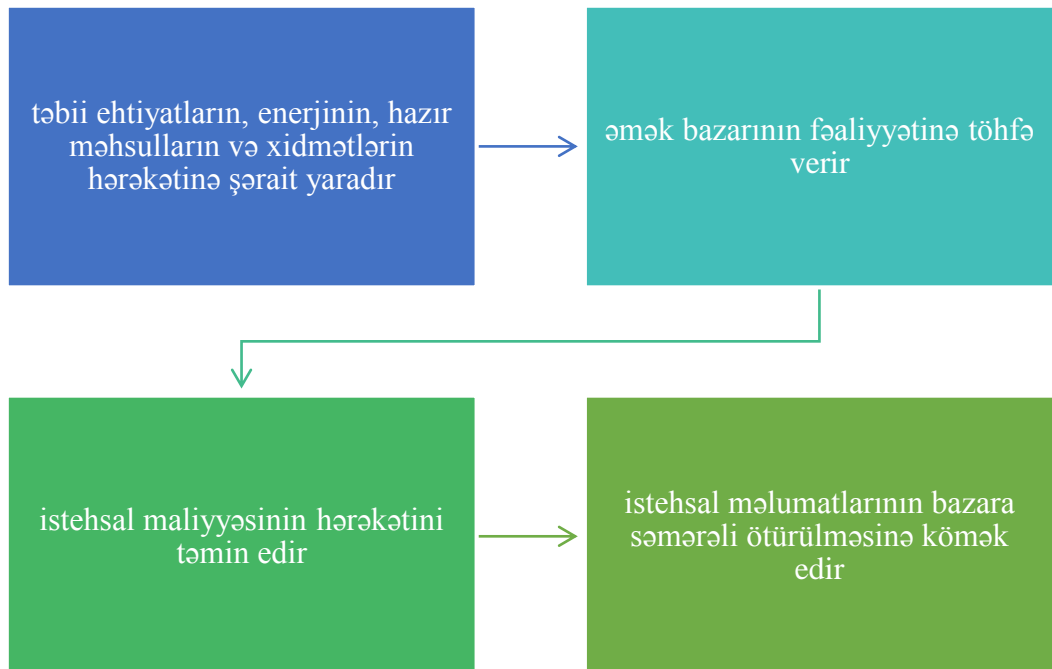 təbii ehtiyatların, enerjinin, hazır
məhsulların və xidmətlərin
hərəkətinə şərait yaradır
əmək bazarının fəaliyyətinə töhfə
verir
istehsal maliyyəsinin hərəkətini
təmin edir
istehsal məlumatlarının bazara
səmərəli ötürülməsinə kömək
edir